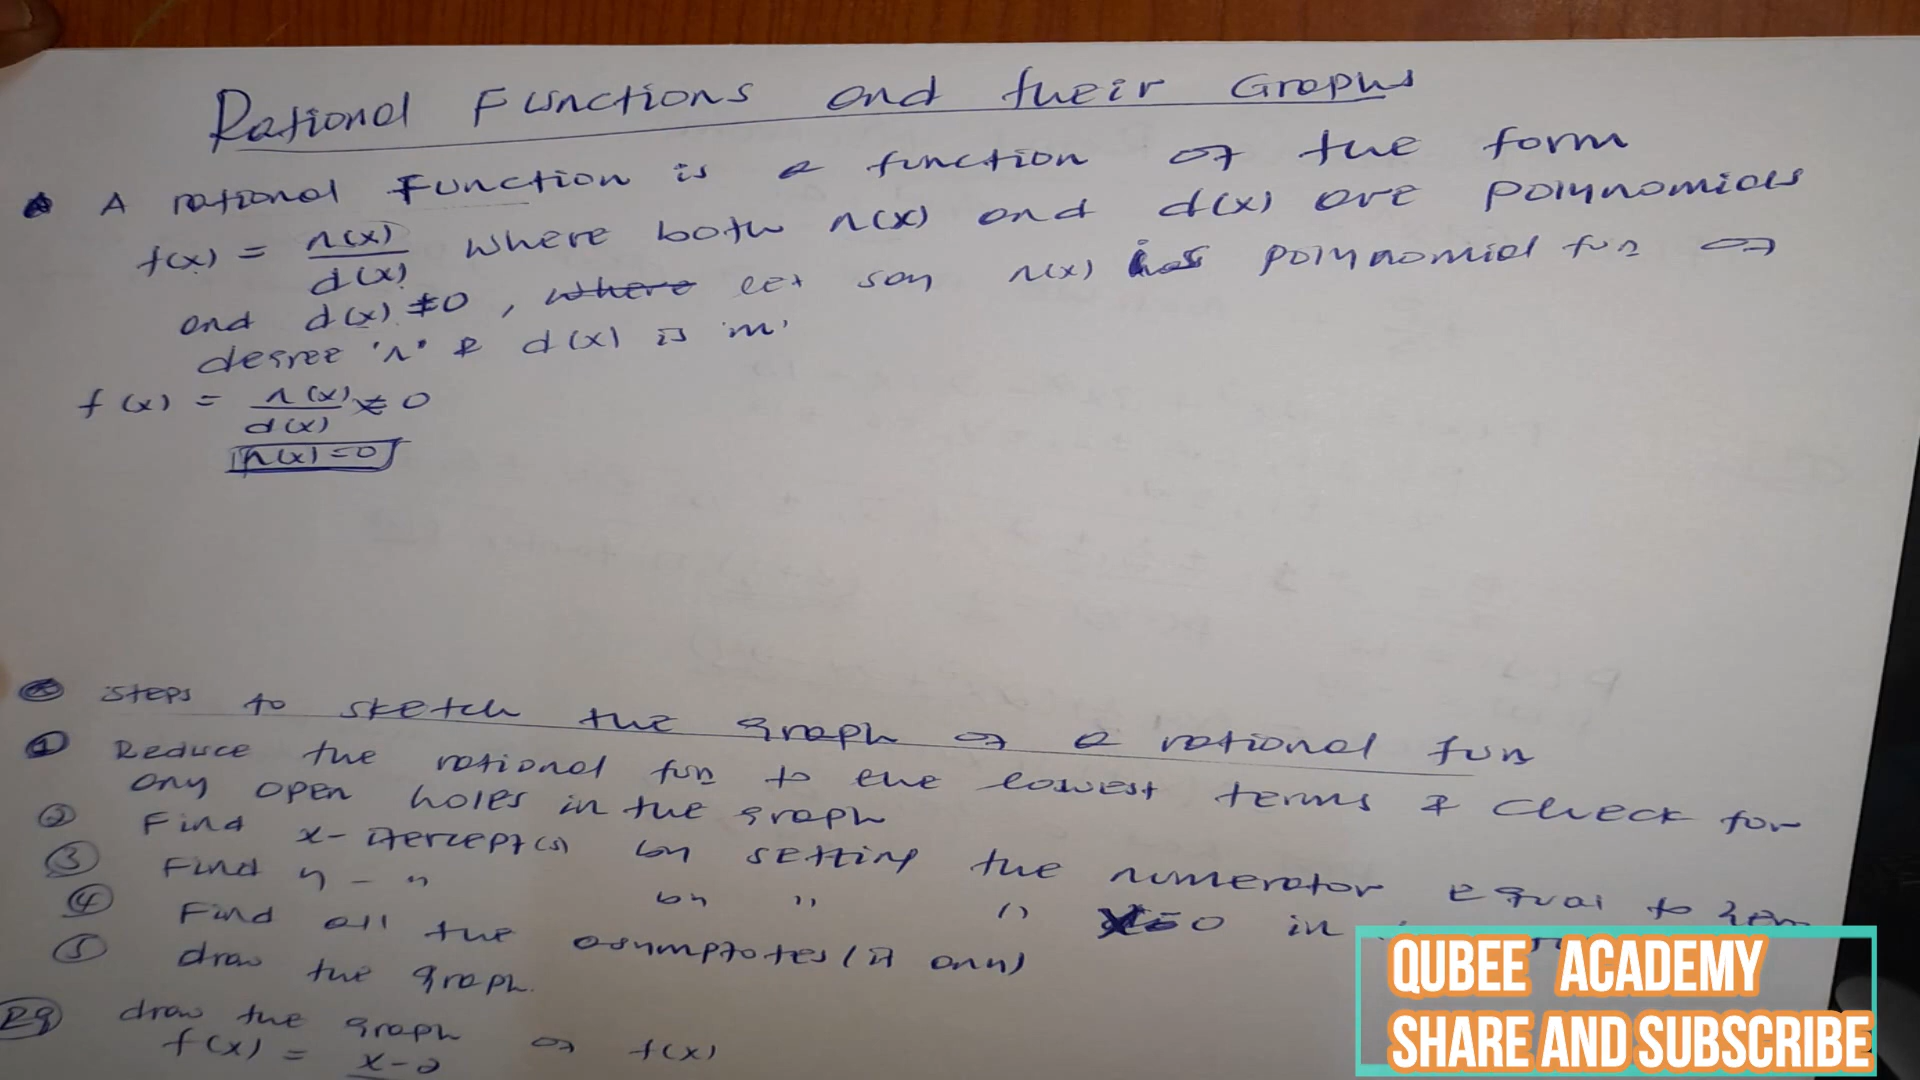 Rational Functions and their Graphs
A rational Function is a function of the form
f(x) = n(x)/d(x) where both n(x) and d(x) are polynomials
and d(x) ≠ 0, where let say n(x) has polynomial fun of
degree 'n' & d(x) is 'm'
f(x) = n(x)/d(x) ≠ 0
n(x) = 0
steps to sketch the graph of a rational fun
① Reduce the rational fun to the lowest terms & check for
any open holes in the graph
② Find x-itercept(s) by setting the numerator equal to zero
③ Find y - " by " " x=0 in
④ Find all the asymptotes (if any)
⑤ draw the graph.
Eg draw the graph of f(x)
f(x) = x-2
QUBEE ACADEMY
SHARE AND SUBSCRIBE